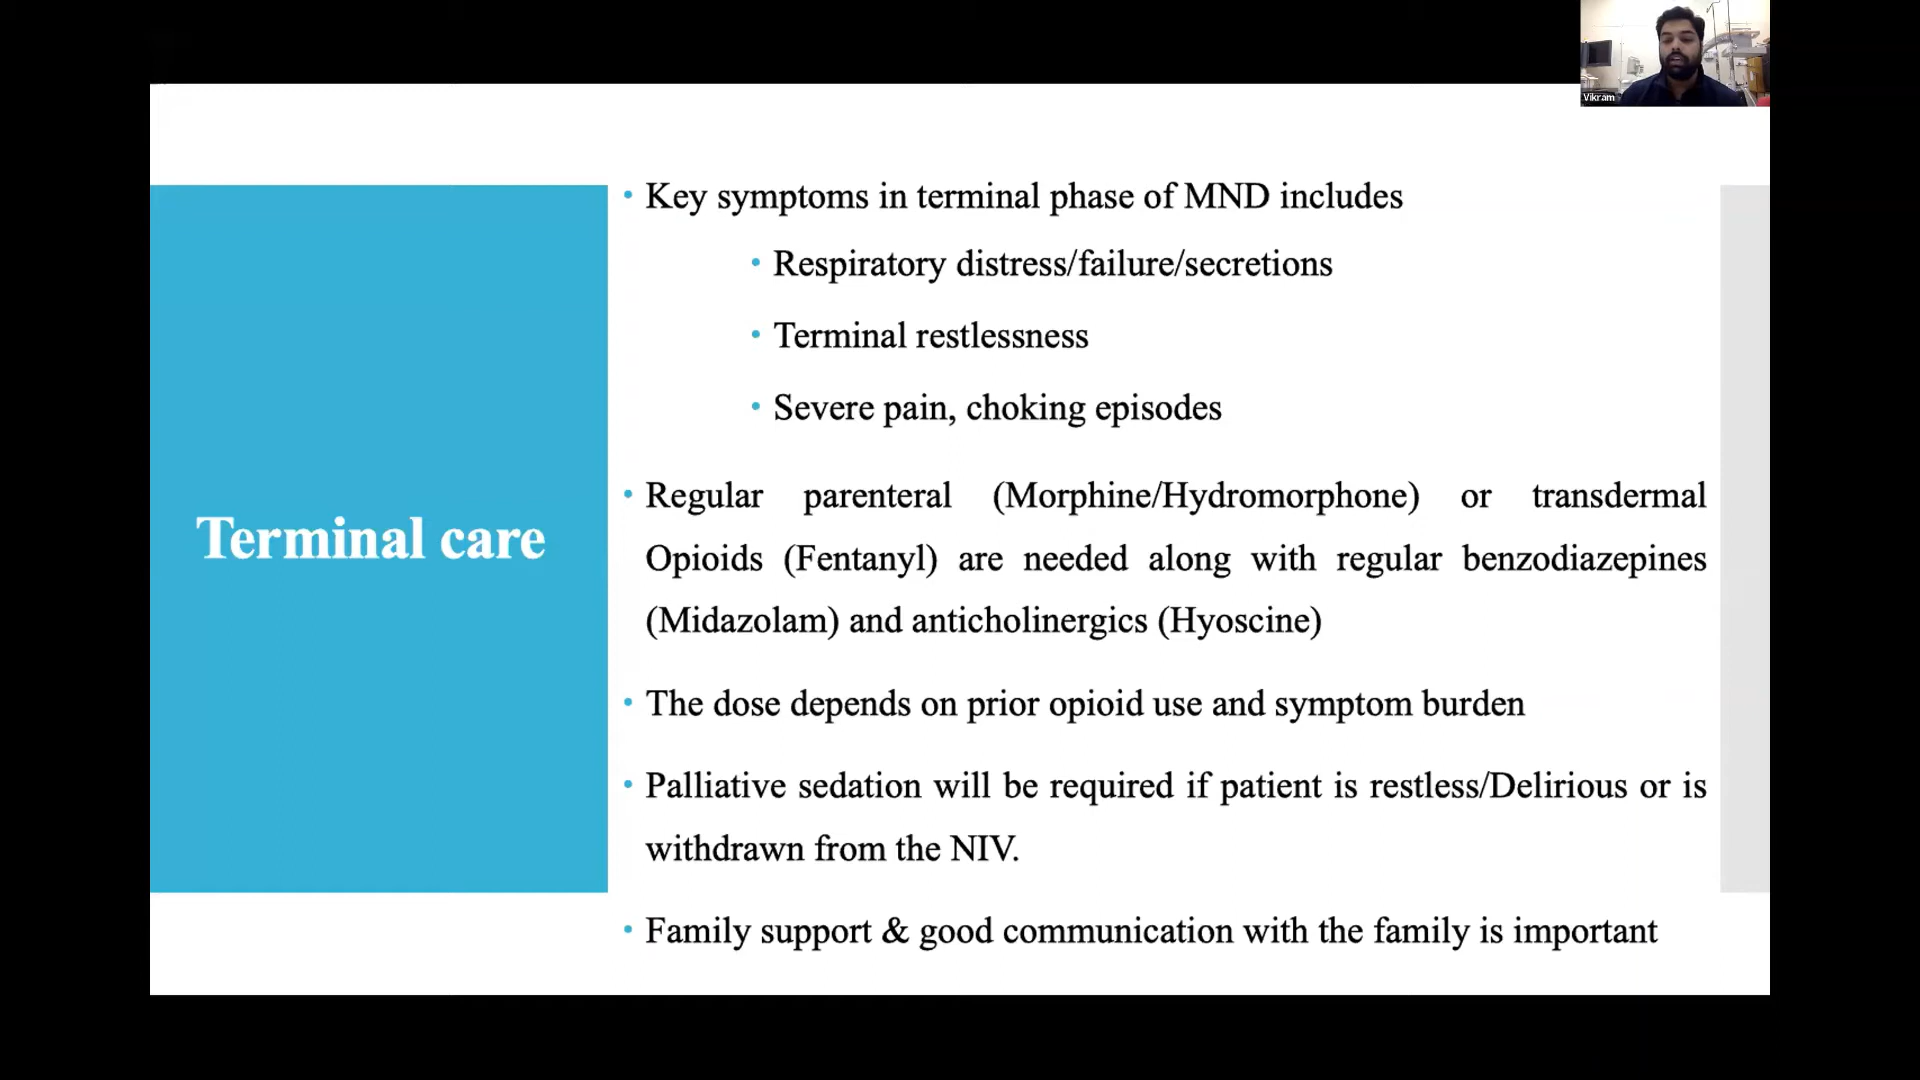 Vikram
Terminal care
• Key symptoms in terminal phase of MND includes
• Respiratory distress/failure/secretions
• Terminal restlessness
• Severe pain, choking episodes
• Regular parenteral (Morphine/Hydromorphone) or transdermal
Opioids (Fentanyl) are needed along with regular benzodiazepines
(Midazolam) and anticholinergics (Hyoscine)
• The dose depends on prior opioid use and symptom burden
• Palliative sedation will be required if patient is restless/Delirious or is
withdrawn from the NIV.
• Family support & good communication with the family is important